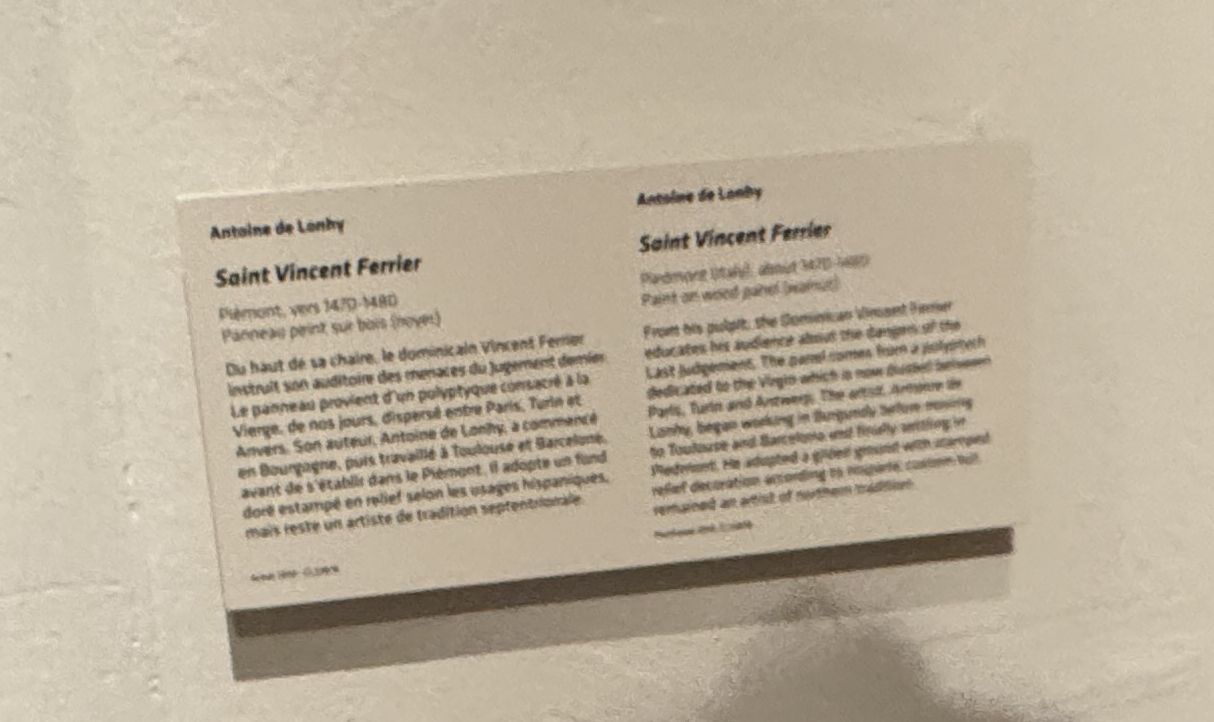 Antoine de Lonhy
Saint Vincent Ferrier
Piémont, vers 1470-1480
Panneau peint sur bois (noyer)
Du haut de sa chaire, le dominicain Vincent Ferrier
instruit son auditoire des menaces du Jugement dernier.
Le panneau provient d'un polyptyque consacré à la
Vierge, de nos jours, dispersé entre Paris, Turin et
Anvers. Son auteur, Antoine de Lonhy, a commencé
en Bourgogne, puis travaillé à Toulouse et Barcelone,
avant de s'établir dans le Piémont. Il adopte un fond
doré estampé en relief selon les usages hispaniques,
mais reste un artiste de tradition septentrionale.
Antoine de Lonhy
Saint Vincent Ferrier
Piedmont (Italy), about 1470-1480
Paint on wood panel (walnut)
From his pulpit, the Dominican Vincent Ferrier
educates his audience about the dangers of the
Last Judgement. The panel comes from a polyptych
dedicated to the Virgin which is now divided between
Paris, Turin and Antwerp. The artist, Antoine de
Lonhy, began working in Burgundy before moving
to Toulouse and Barcelona and finally settling in
Piedmont. He adopted a gilded ground with stamped
relief decoration according to Hispanic custom but
remained an artist of northern tradition.